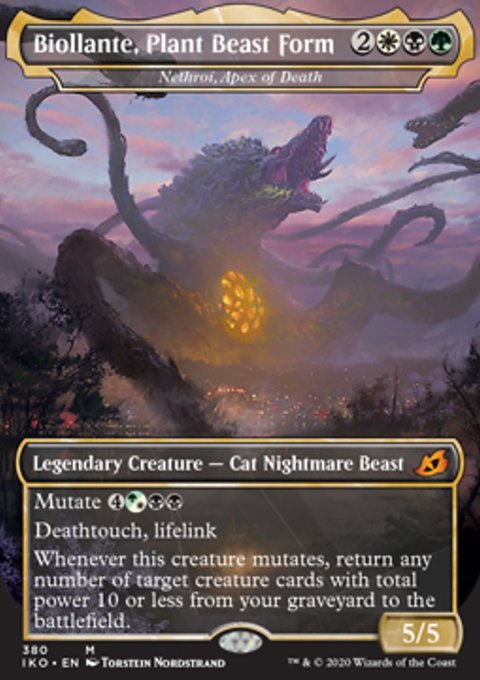 Biollante, Plant Beast Form 2
Nethroi, Apex of Death
Legendary Creature — Cat Nightmare Beast
Mutate 4
Deathtouch, lifelink
Whenever this creature mutates, return any
number of target creature cards with total
power 10 or less from your graveyard to the
battlefield.
5/5
380 M
IKO • EN Torstein Nordstrand
™ & © 2020 Wizards of the Coast